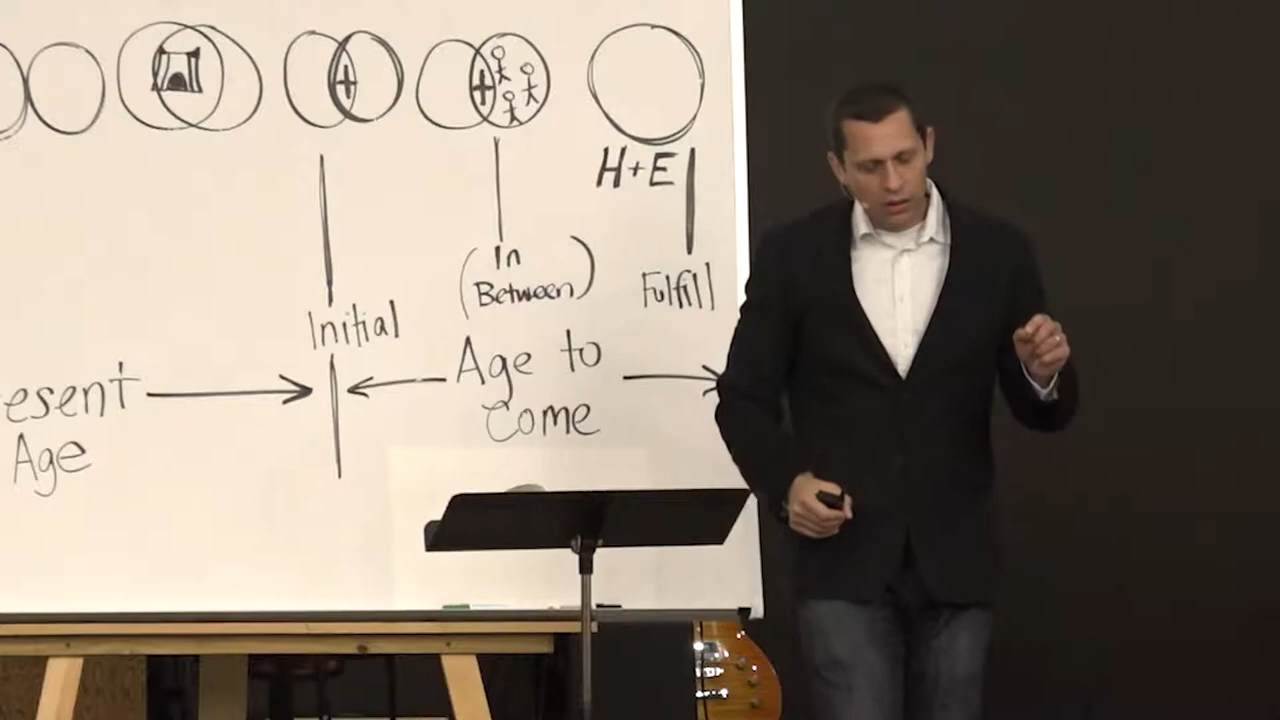 H+E
(In
Between)
Fulfill
Initial
esent
Age
Age to
Come